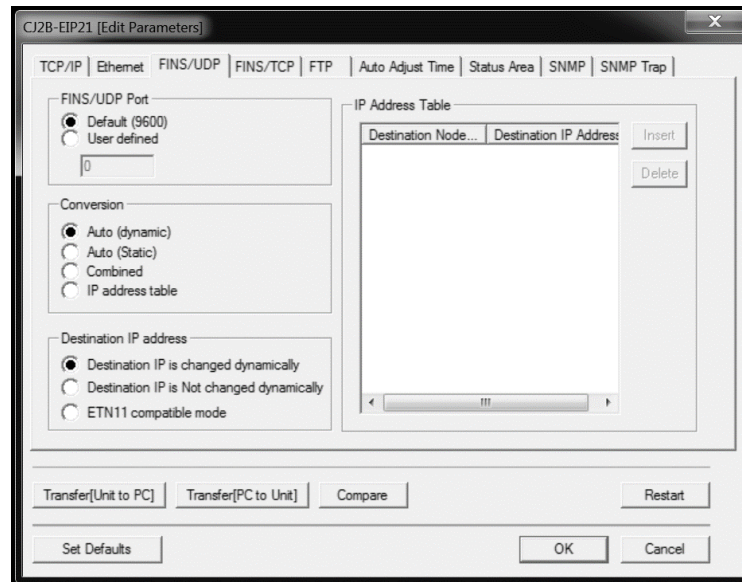 CJ2B-EIP21 [Edit Parameters]
X
TCP/IP Ethernet FINS/UDP FINS/TCP FTP Auto Adjust Time Status Area SNMP SNMP Trap
FINS/UDP Port
Default (9600)
User defined
0
Conversion
Auto (dynamic)
Auto (Static)
Combined
IP address table
Destination IP address
Destination IP is changed dynamically
Destination IP is Not changed dynamically
ETN11 compatible mode
IP Address Table
Destination Node... Destination IP Address
Insert
Delete
Transfer[Unit to PC] Transfer[PC to Unit] Compare Restart
Set Defaults OK Cancel